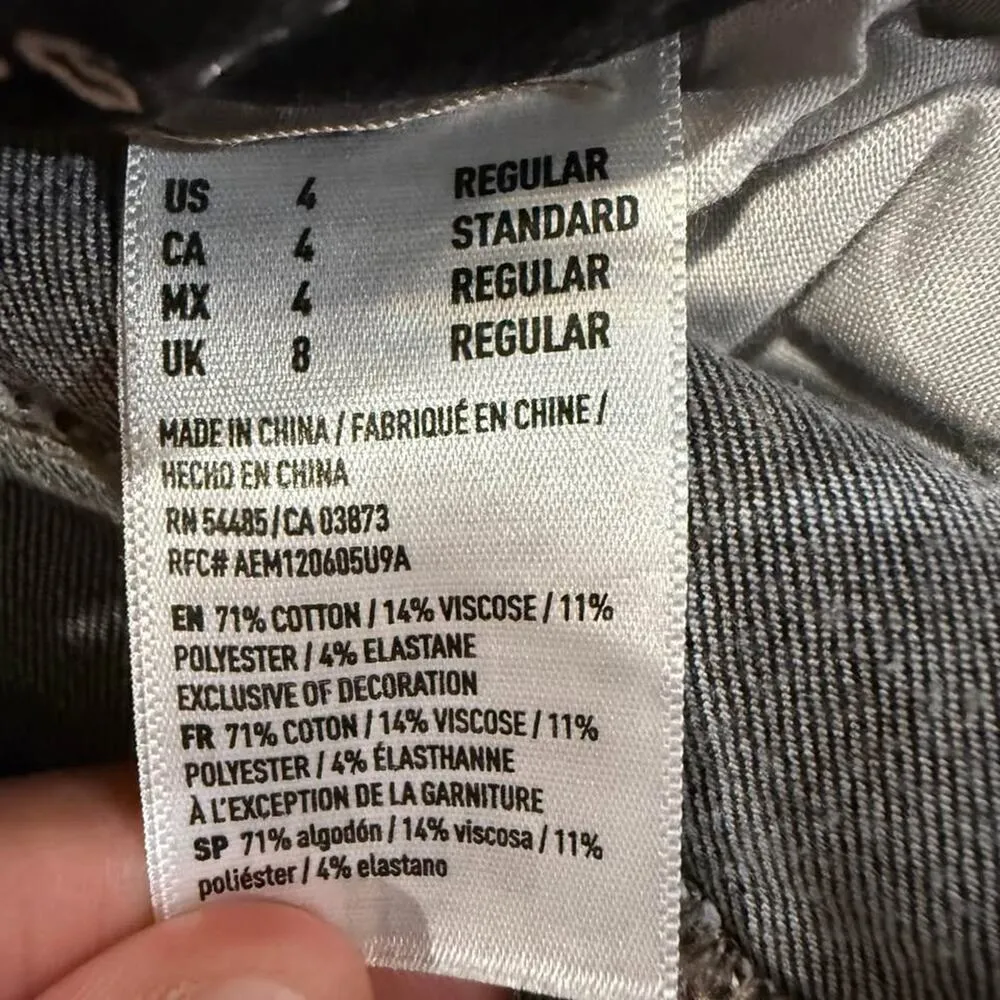 US 4 REGULAR
CA 4 STANDARD
MX 4 REGULAR
UK 8 REGULAR
MADE IN CHINA / FABRIQUÉ EN CHINE /
HECHO EN CHINA
RN 54485 / CA 03873
RFC# AEM120605U9A
EN 71% COTTON / 14% VISCOSE / 11%
POLYESTER / 4% ELASTANE
EXCLUSIVE OF DECORATION
FR 71% COTON / 14% VISCOSE / 11%
POLYESTER / 4% ÉLASTHANNE
À L'EXCEPTION DE LA GARNITURE
SP 71% algodón / 14% viscosa / 11%
poliéster / 4% elastano